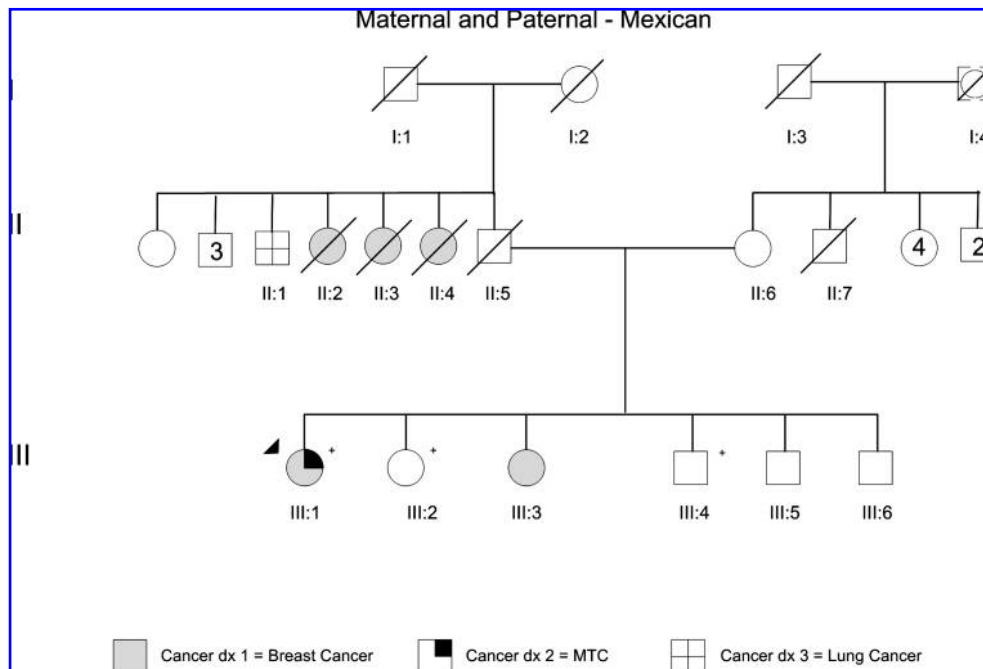 Maternal and Paternal - Mexican
I
I:1 I:2 I:3 I:4
II
3 4 2
II:1 II:2 II:3 II:4 II:5 II:6 II:7
III
+ + +
III:1 III:2 III:3 III:4 III:5 III:6
Cancer dx 1 = Breast Cancer Cancer dx 2 = MTC Cancer dx 3 = Lung Cancer